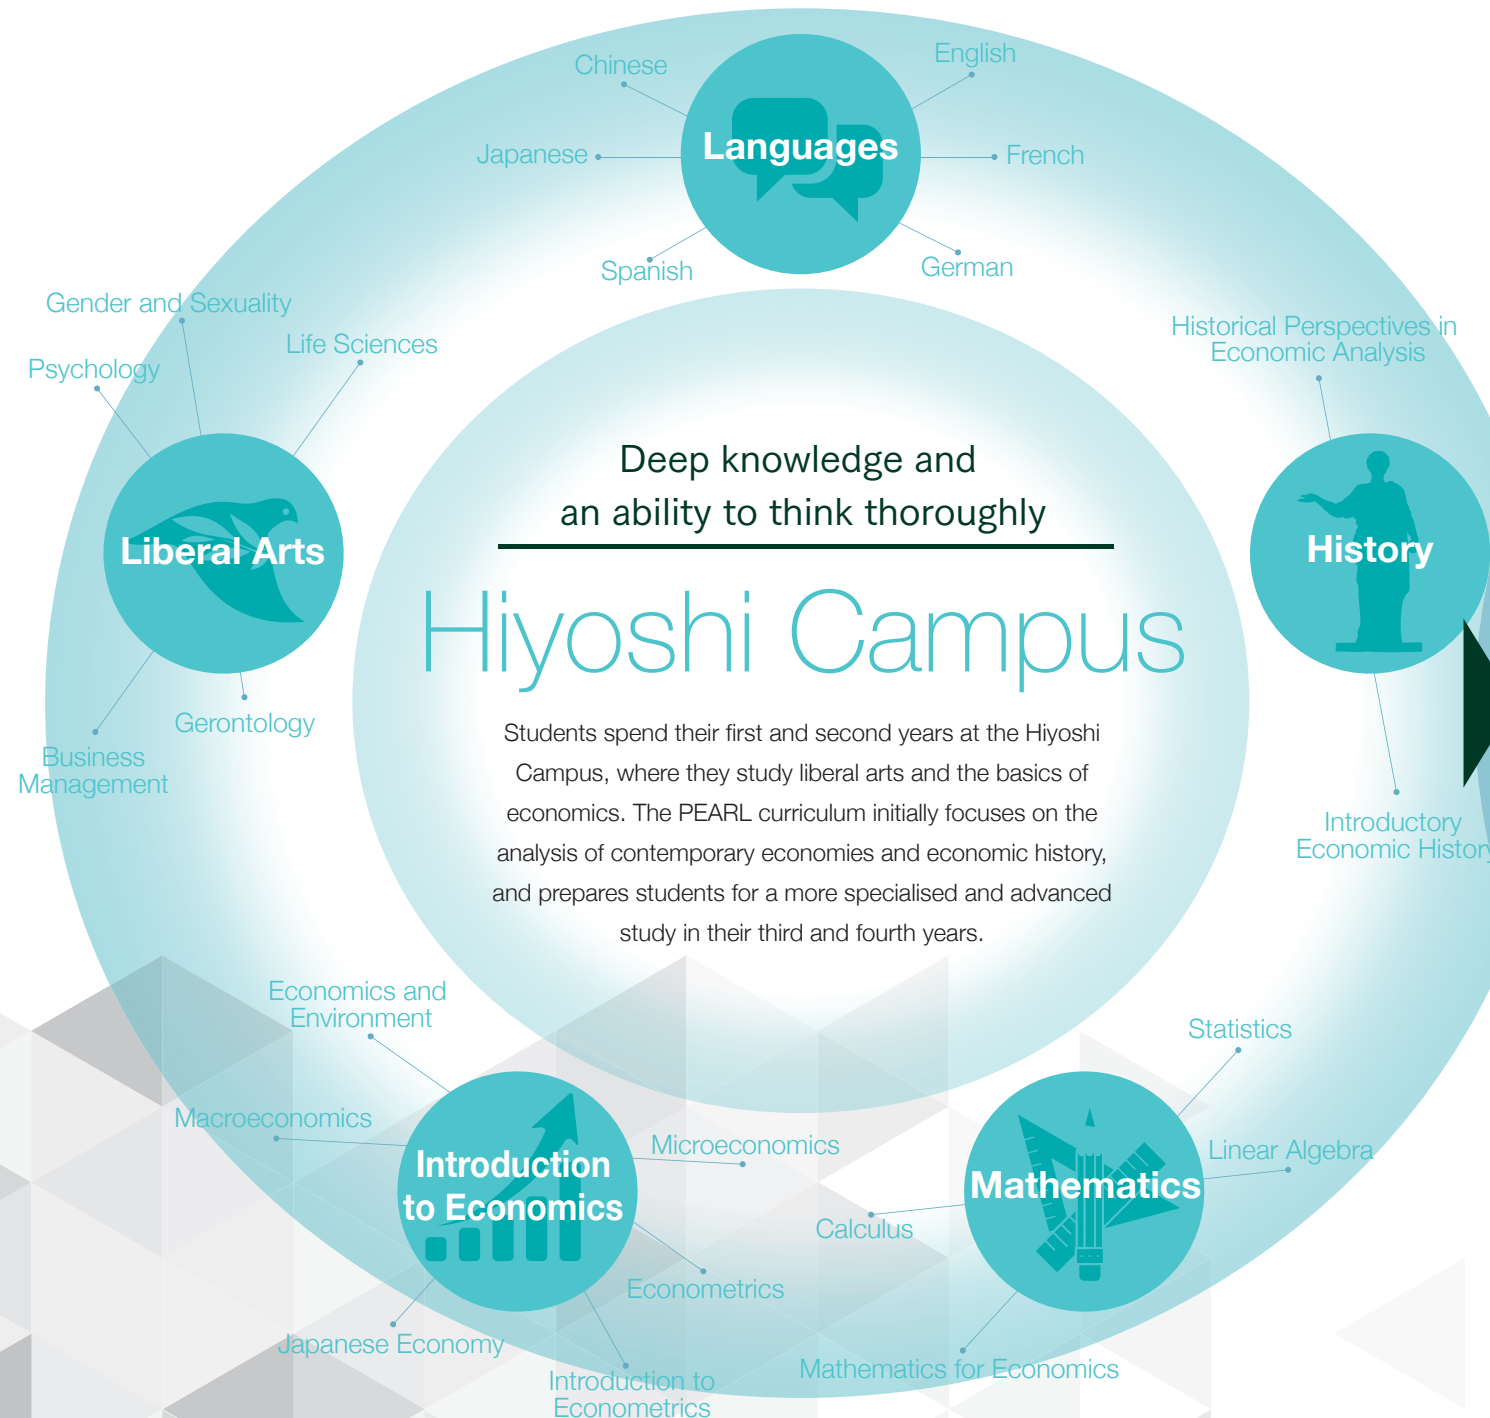 Chinese
English
Languages
Japanese
French
Spanish
German
Gender and Sexuality
Life Sciences
Psychology
Liberal Arts
Gerontology
Business
Management
Historical Perspectives in
Economic Analysis
History
Introductory
Economic History
Deep knowledge and
an ability to think thoroughly
Hiyoshi Campus
Students spend their first and second years at the Hiyoshi
Campus, where they study liberal arts and the basics of
economics. The PEARL curriculum initially focuses on the
analysis of contemporary economies and economic history,
and prepares students for a more specialised and advanced
study in their third and fourth years.
Economics and
Environment
Macroeconomics
Microeconomics
Introduction
to Economics
Econometrics
Japanese Economy
Introduction to
Econometrics
Statistics
Linear Algebra
Mathematics
Calculus
Mathematics for Economics